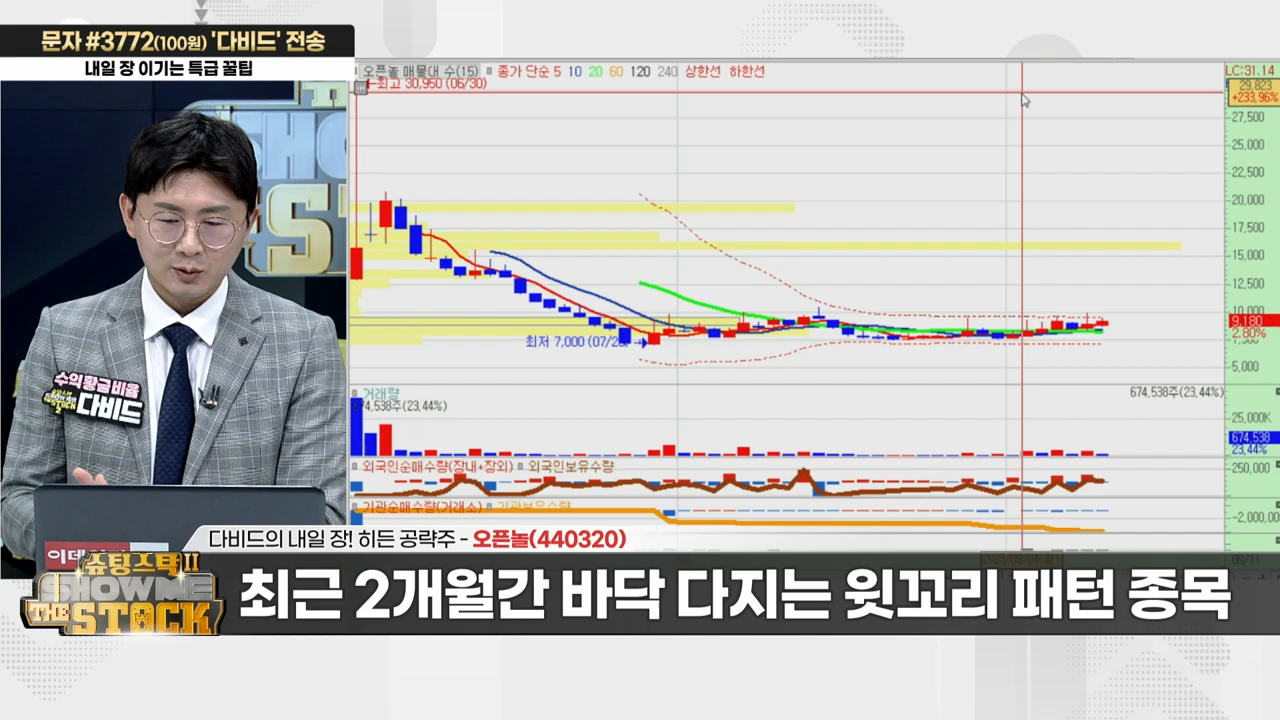 문자 #3772(100원) '다비드' 전송
내일 장 이기는 특급 꿀팁
오픈놀 매물대 수(15) 종가 단순 5 10 20 60 120 240 상한선 하한선
최고 30,950 (06/30)
LC:31.14
29,823
+233,96%
27,500
25,000
22,500
20,000
17,500
15,000
12,500
10,000
9,180
2.80%
5,000
최저 7,000
거래량
674,538주(23,44%)
674,538주(23,44%)
25,000K
674,538
23,44%
외국인순매수량(장내+장외) 외국인보유수량
250,000
기관순매수량(거래소) 기관보유수량
-2,000,00
수익황금비율
다비드
다비드의 내일 장! 히든 공략주 - 오픈놀(440320)
슈팅스탁 II
SHOW ME
THE STOCK
최근 2개월간 바닥 다지는 윗꼬리 패턴 종목